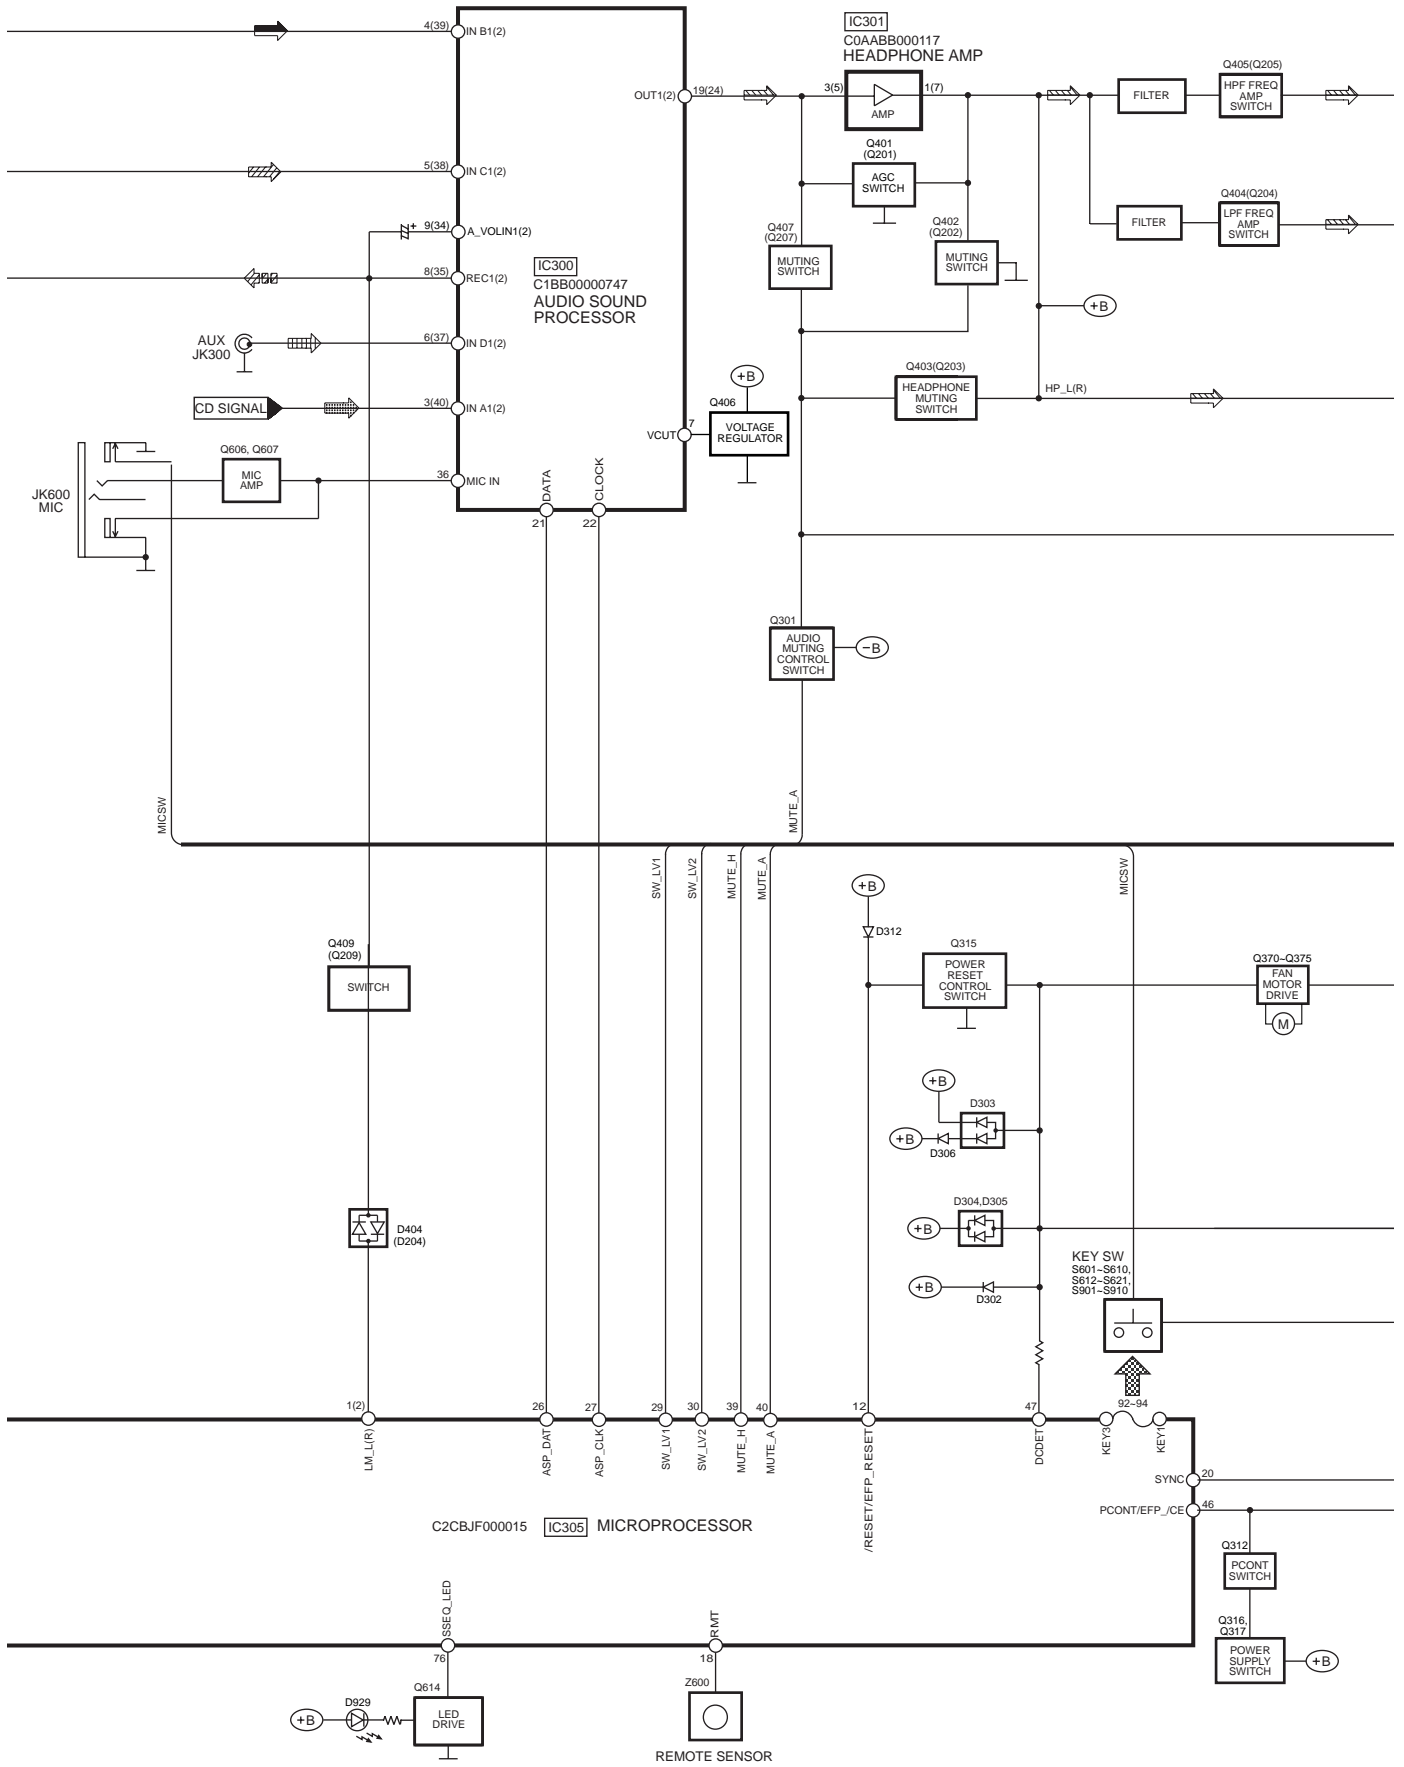 4(39)
IN B1(2)
IC301
C0AABB000117
HEADPHONE AMP
Q405(Q205)
OUT1(2)
19(24)
3(5)
1(7)
AMP
FILTER
HPF FREQ
AMP
SWITCH
Q401
(Q201)
5(38)
IN C1(2)
AGC
SWITCH
Q404(Q204)
9(34)
+
A_VOLIN1(2)
Q407
(Q207)
Q402
(Q202)
FILTER
LPF FREQ
AMP
SWITCH
8(35)
REC1(2)
IC300
C1BB00000747
AUDIO SOUND
PROCESSOR
MUTING
SWITCH
MUTING
SWITCH
+B
AUX
JK300
6(37)
IN D1(2)
Q403(Q203)
+B
HEADPHONE
MUTING
SWITCH
HP_L(R)
CD SIGNAL
3(40)
IN A1(2)
Q406
VCUT
7
VOLTAGE
REGULATOR
Q606, Q607
MIC
AMP
36
MIC IN
JK600
MIC
DATA
CLOCK
21
22
Q301
AUDIO
MUTING
CONTROL
SWITCH
−B
MICSW
MUTE_A
SW_LV1
SW_LV2
MUTE_H
MUTE_A
MICSW
+B
D312
Q409
(Q209)
SWITCH
Q315
POWER
RESET
CONTROL
SWITCH
Q370~Q375
FAN
MOTOR
DRIVE
M
+B
D303
+B
D306
D404
(D204)
D304,D305
+B
KEY SW
S601~S610,
S612~S621,
S901~S910
+B
D302
1(2)
26
27
29
30
39
40
12
47
92~94
LM_L(R)
ASP_DAT
ASP_CLK
SW_LV1
SW_LV2
MUTE_H
MUTE_A
/RESET/EFP_RESET
DCDET
KEY3
KEY1
SYNC
20
PCONT/EFP_/CE
46
C2CBJF000015
IC305
MICROPROCESSOR
Q312
PCONT
SWITCH
SSEQ_LED
RMT
Q316,
Q317
POWER
SUPPLY
SWITCH
+B
76
18
Q614
Z600
D929
+B
LED
DRIVE
REMOTE SENSOR